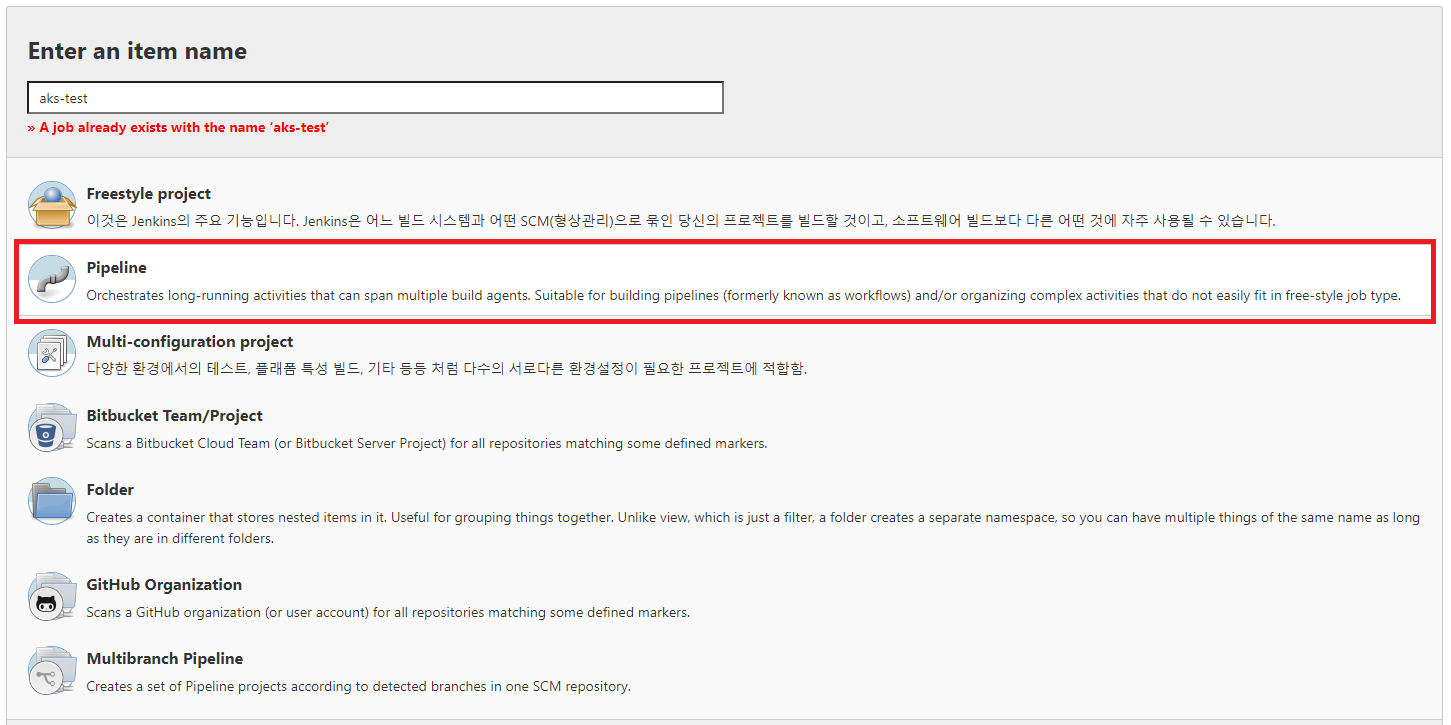 Enter an item name
aks-test
» A job already exists with the name ‘aks-test’
Freestyle project
이것은 Jenkins의 주요 기능입니다. Jenkins은 어느 빌드 시스템과 어떤 SCM(형상관리)으로 묶인 당신의 프로젝트를 빌드할 것이고, 소프트웨어 빌드보다 다른 어떤 것에 자주 사용될 수 있습니다.
Pipeline
Orchestrates long-running activities that can span multiple build agents. Suitable for building pipelines (formerly known as workflows) and/or organizing complex activities that do not easily fit in free-style job type.
Multi-configuration project
다양한 환경에서의 테스트, 플래폼 특성 빌드, 기타 등등 처럼 다수의 서로다른 환경설정이 필요한 프로젝트에 적합함.
Bitbucket Team/Project
Scans a Bitbucket Cloud Team (or Bitbucket Server Project) for all repositories matching some defined markers.
Folder
Creates a container that stores nested items in it. Useful for grouping things together. Unlike view, which is just a filter, a folder creates a separate namespace, so you can have multiple things of the same name as long
as they are in different folders.
GitHub Organization
Scans a GitHub organization (or user account) for all repositories matching some defined markers.
Multibranch Pipeline
Creates a set of Pipeline projects according to detected branches in one SCM repository.